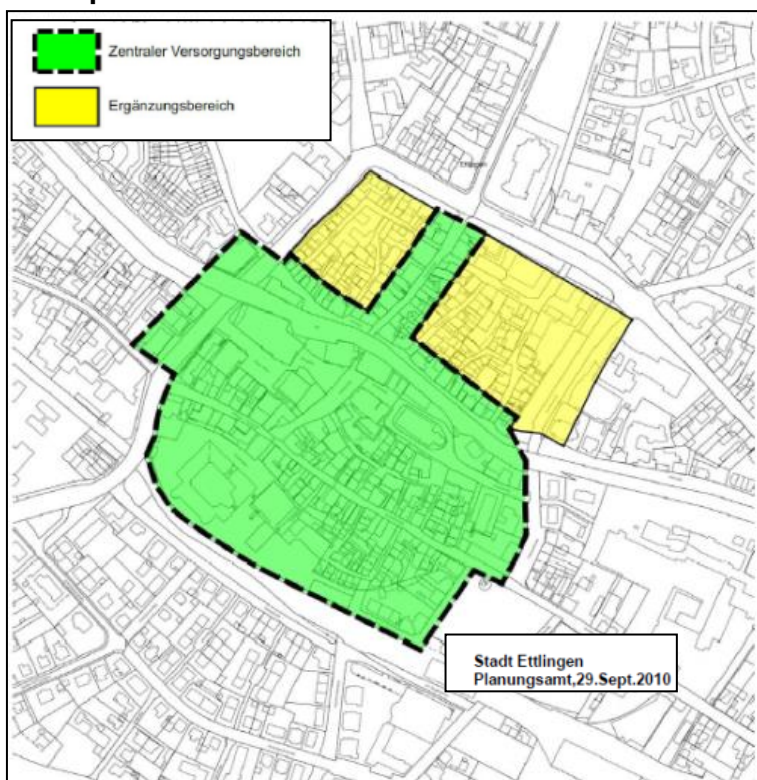 Zentraler Versorgungsbereich
Ergänzungsbereich
Stadt Ettlingen
Planungsamt,29.Sept.2010